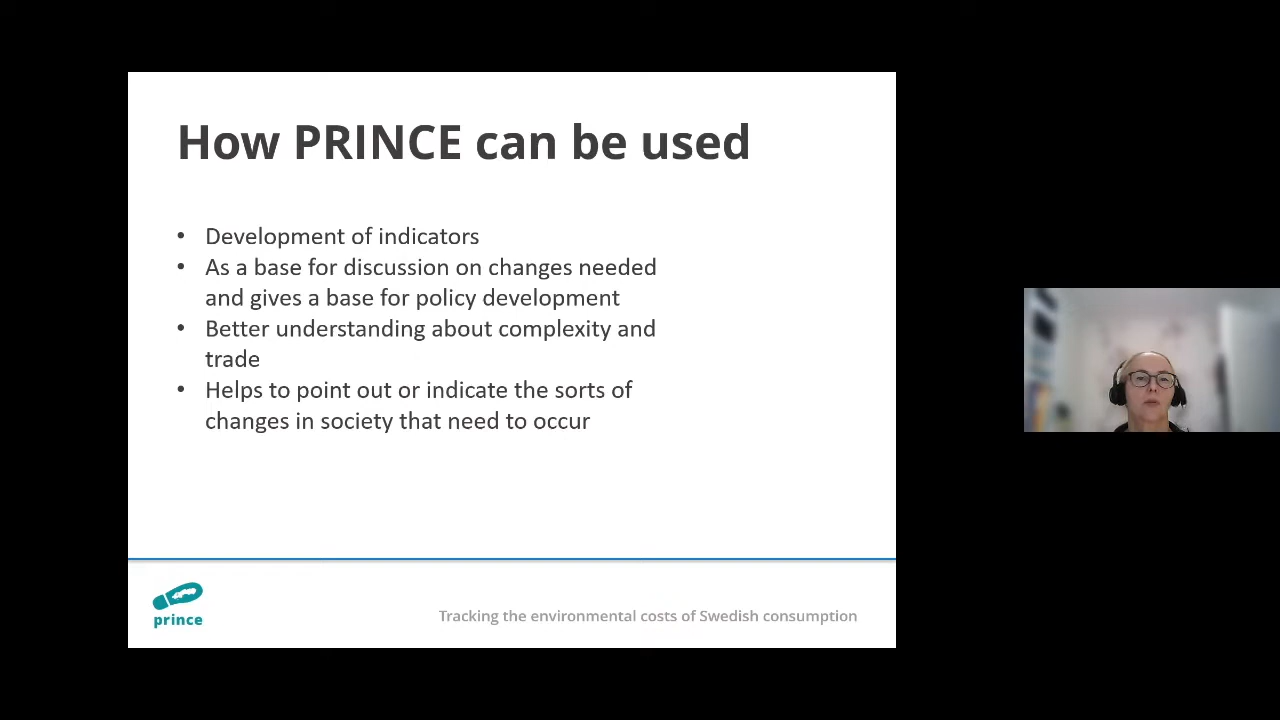 How PRINCE can be used
• Development of indicators
• As a base for discussion on changes needed
and gives a base for policy development
• Better understanding about complexity and
trade
• Helps to point out or indicate the sorts of
changes in society that need to occur
prince
Tracking the environmental costs of Swedish consumption